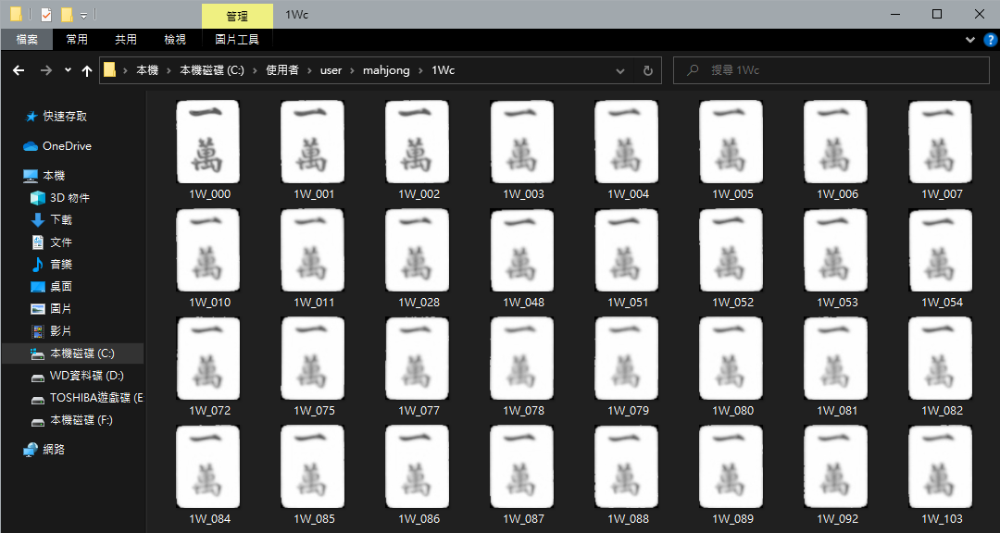 管理
1Wc
檔案 常用 共用 檢視 圖片工具
本機 本機磁碟 (C:) 使用者 user mahjong 1Wc
搜尋 1Wc
快速存取
OneDrive
本機
3D 物件
下載
文件
音樂
桌面
圖片
影片
本機磁碟 (C:)
WD資料碟 (D:)
TOSHIBA遊戲碟 (E
本機磁碟 (F:)
網路
一 一 一 一 一 一 一 一
萬 萬 萬 萬 萬 萬 萬 萬
1W_000 1W_001 1W_002 1W_003 1W_004 1W_005 1W_006 1W_007
一 一 一 一 一 一 一 一
萬 萬 萬 萬 萬 萬 萬 萬
1W_010 1W_011 1W_028 1W_048 1W_051 1W_052 1W_053 1W_054
一 一 一 一 一 一 一 一
萬 萬 萬 萬 萬 萬 萬 萬
1W_072 1W_075 1W_077 1W_078 1W_079 1W_080 1W_081 1W_082
一 一 一 一 一 一 一 一
萬 萬 萬 萬 萬 萬 萬 萬
1W_084 1W_085 1W_086 1W_087 1W_088 1W_089 1W_092 1W_103